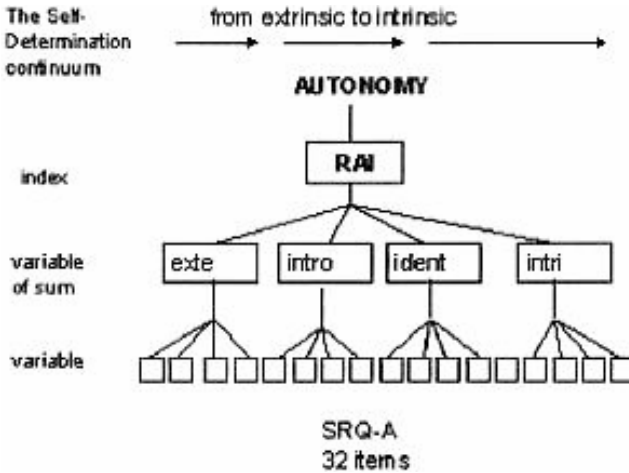 The Self-
Determination
continuum
from extrinsic to intrinsic
AUTONOMY
index
RAI
variable
of sum
exte
intro
ident
intri
variable
SRQ-A
32 items